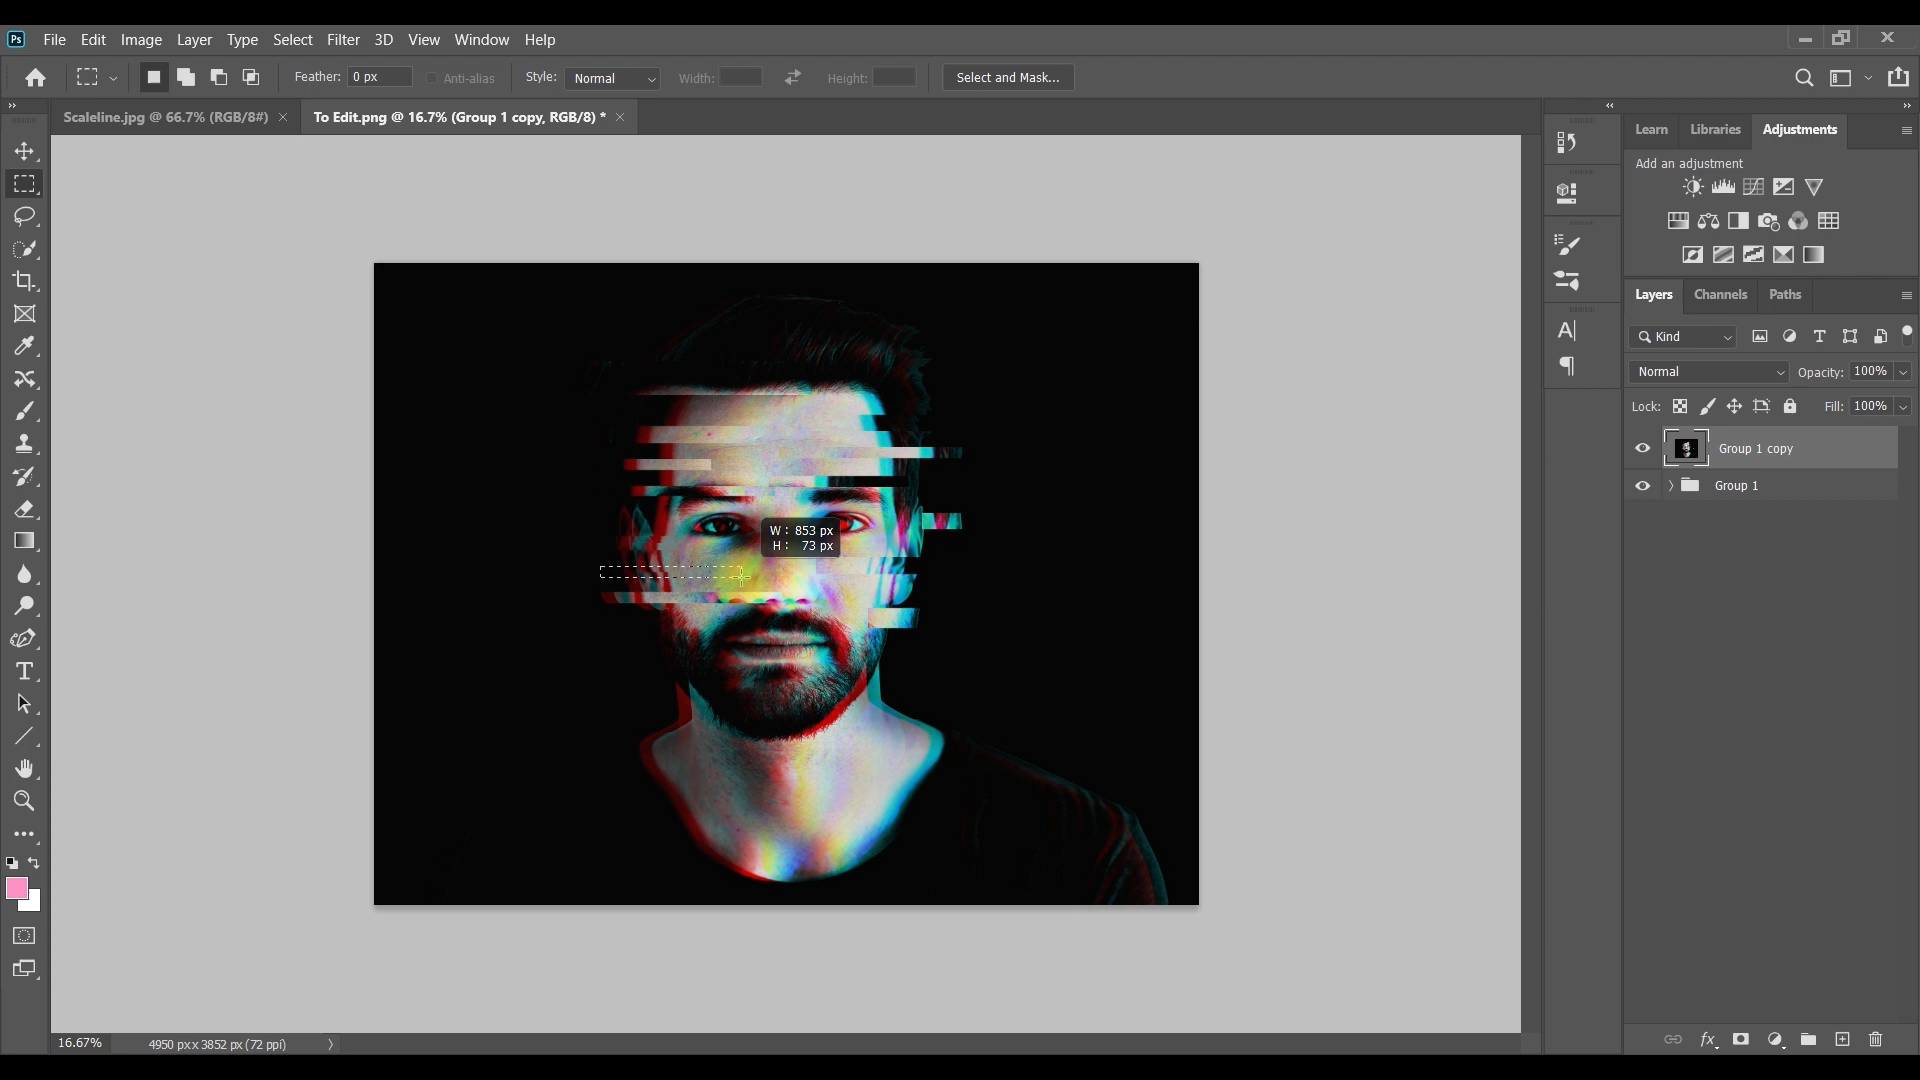 Ps File Edit Image Layer Type Select Filter 3D View Window Help
Feather: 0 px Anti-alias Style: Normal Width: Height: Select and Mask...
Scaleline.jpg @ 66.7% (RGB/8#) To Edit.png @ 16.7% (Group 1 copy, RGB/8) *
Learn Libraries Adjustments
Add an adjustment
Layers Channels Paths
Kind
Normal Opacity: 100%
Lock: Fill: 100%
Group 1 copy
Group 1
W : 853 px
H : 73 px
16.67% 4950 px x 3852 px (72 ppi)